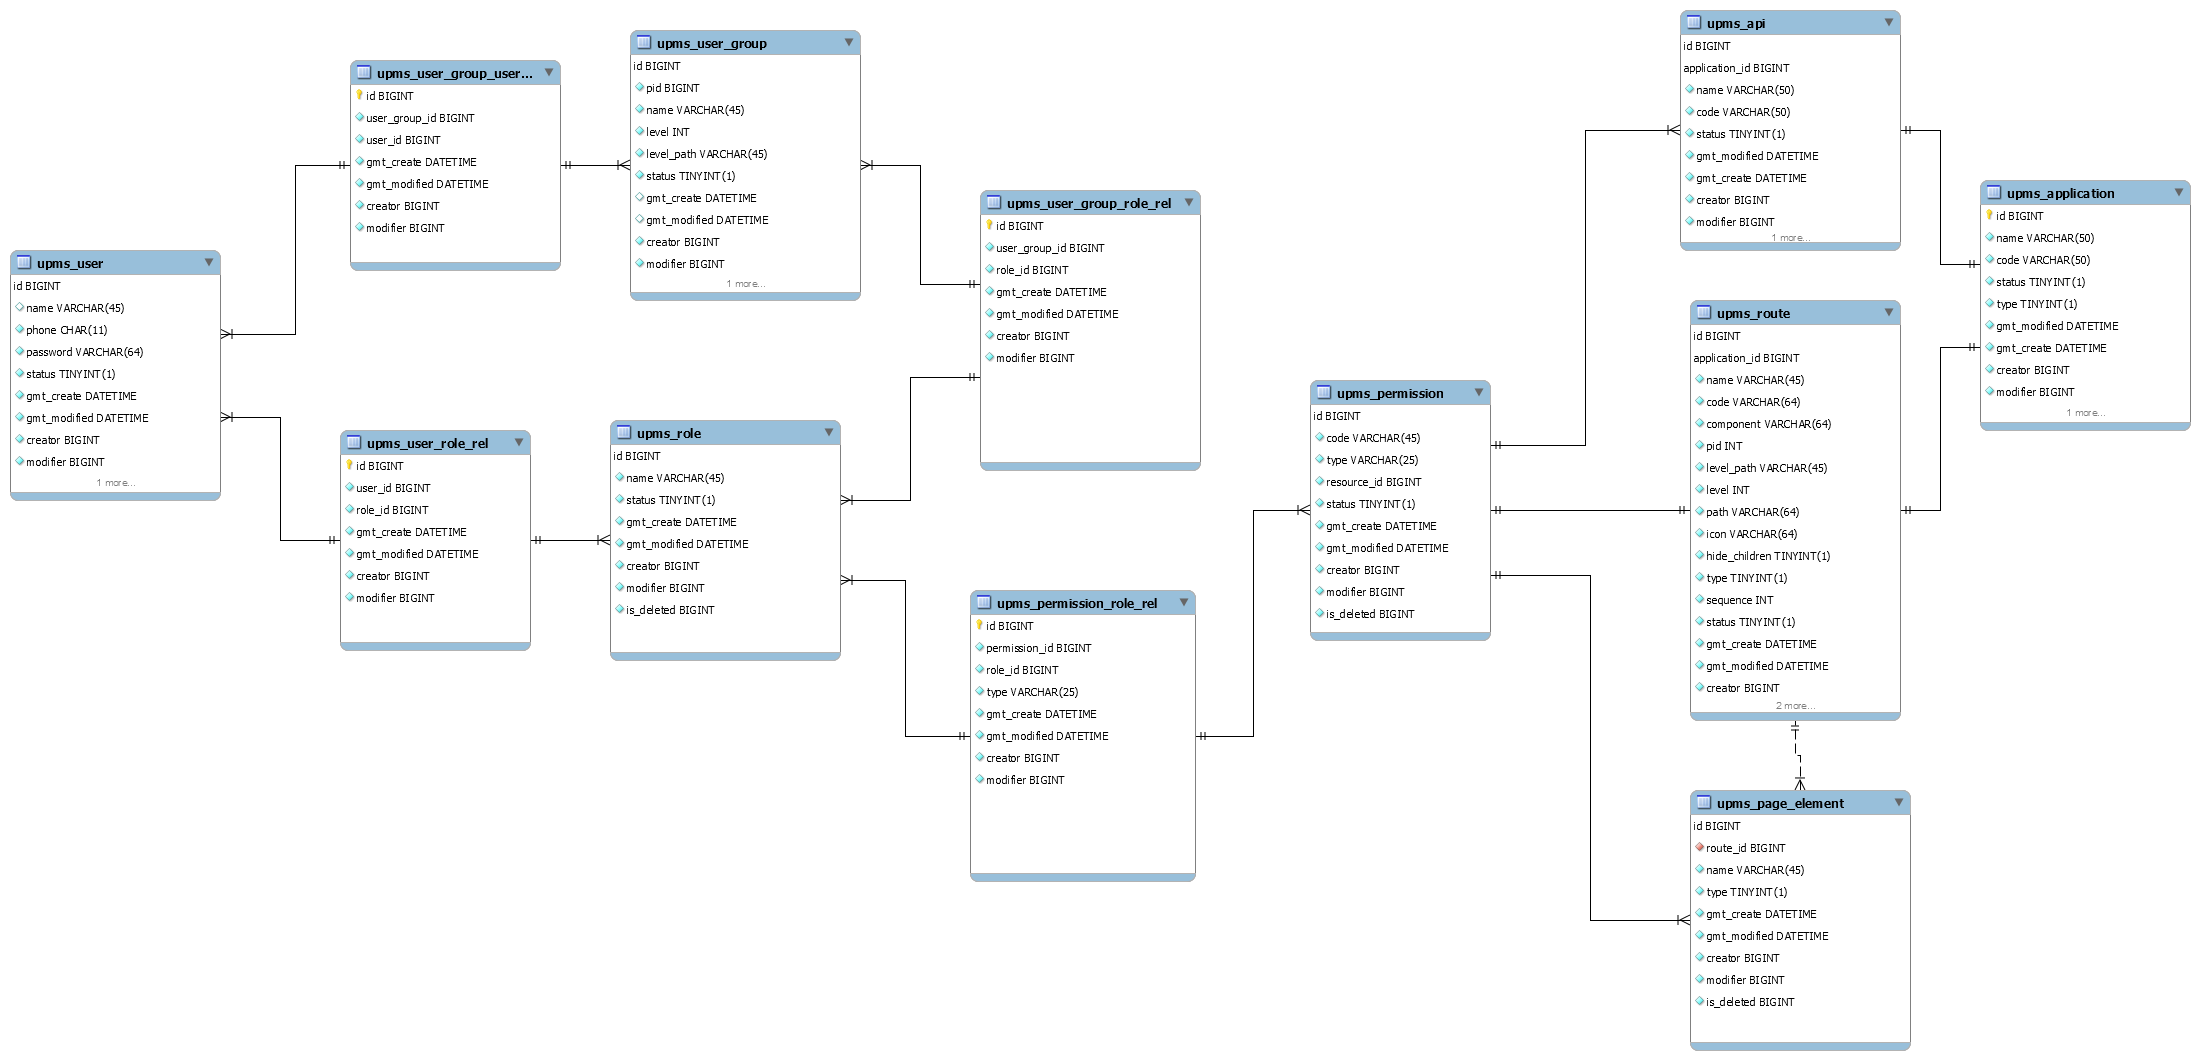 upms_user
id BIGINT
name VARCHAR(45)
phone CHAR(11)
password VARCHAR(64)
status TINYINT(1)
gmt_create DATETIME
gmt_modified DATETIME
creator BIGINT
modifier BIGINT
1 more...
upms_user_group_user...
id BIGINT
user_group_id BIGINT
user_id BIGINT
gmt_create DATETIME
gmt_modified DATETIME
creator BIGINT
modifier BIGINT
upms_user_role_rel
id BIGINT
user_id BIGINT
role_id BIGINT
gmt_create DATETIME
gmt_modified DATETIME
creator BIGINT
modifier BIGINT
upms_user_group
id BIGINT
pid BIGINT
name VARCHAR(45)
level INT
level_path VARCHAR(45)
status TINYINT(1)
gmt_create DATETIME
gmt_modified DATETIME
creator BIGINT
modifier BIGINT
1 more...
upms_role
id BIGINT
name VARCHAR(45)
status TINYINT(1)
gmt_create DATETIME
gmt_modified DATETIME
creator BIGINT
modifier BIGINT
is_deleted BIGINT
upms_user_group_role_rel
id BIGINT
user_group_id BIGINT
role_id BIGINT
gmt_create DATETIME
gmt_modified DATETIME
creator BIGINT
modifier BIGINT
upms_permission_role_rel
id BIGINT
permission_id BIGINT
role_id BIGINT
type VARCHAR(25)
gmt_create DATETIME
gmt_modified DATETIME
creator BIGINT
modifier BIGINT
upms_permission
id BIGINT
code VARCHAR(45)
type VARCHAR(25)
resource_id BIGINT
status TINYINT(1)
gmt_create DATETIME
gmt_modified DATETIME
creator BIGINT
modifier BIGINT
is_deleted BIGINT
upms_api
id BIGINT
application_id BIGINT
name VARCHAR(50)
code VARCHAR(50)
status TINYINT(1)
gmt_modified DATETIME
gmt_create DATETIME
creator BIGINT
modifier BIGINT
1 more...
upms_route
id BIGINT
application_id BIGINT
name VARCHAR(45)
code VARCHAR(64)
component VARCHAR(64)
pid INT
level_path VARCHAR(45)
level INT
path VARCHAR(64)
icon VARCHAR(64)
hide_children TINYINT(1)
type TINYINT(1)
sequence INT
status TINYINT(1)
gmt_create DATETIME
gmt_modified DATETIME
creator BIGINT
2 more...
upms_page_element
id BIGINT
route_id BIGINT
name VARCHAR(45)
type TINYINT(1)
gmt_create DATETIME
gmt_modified DATETIME
creator BIGINT
modifier BIGINT
is_deleted BIGINT
upms_application
id BIGINT
name VARCHAR(50)
code VARCHAR(50)
status TINYINT(1)
type TINYINT(1)
gmt_modified DATETIME
gmt_create DATETIME
creator BIGINT
modifier BIGINT
1 more...